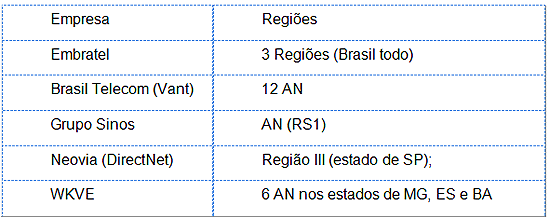 Empresa Regiões
Embratel 3 Regiões (Brasil todo)
Brasil Telecom (Vant) 12 AN
Grupo Sinos AN (RS1)
Neovia (DirectNet) Região III (estado de SP);
WKVE 6 AN nos estados de MG, ES e BA